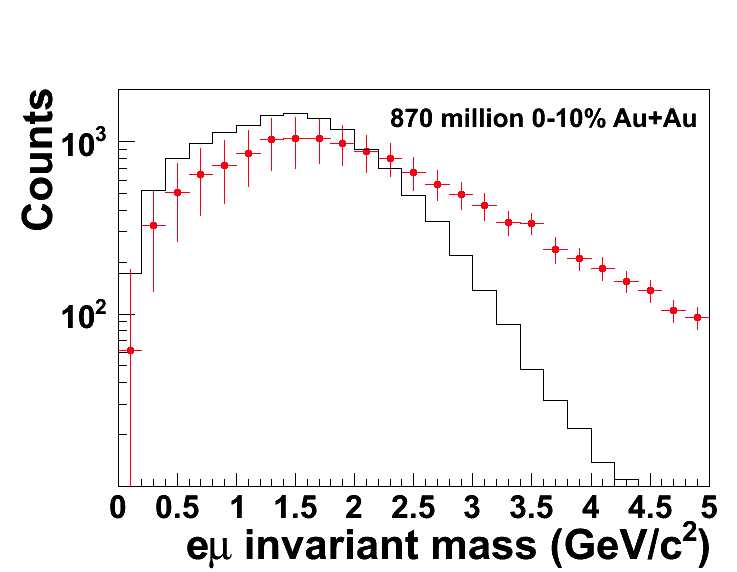 870 million 0-10% Au+Au
Counts
10³
10²
0 0.5 1 1.5 2 2.5 3 3.5 4 4.5 5
eμ invariant mass (GeV/c²)